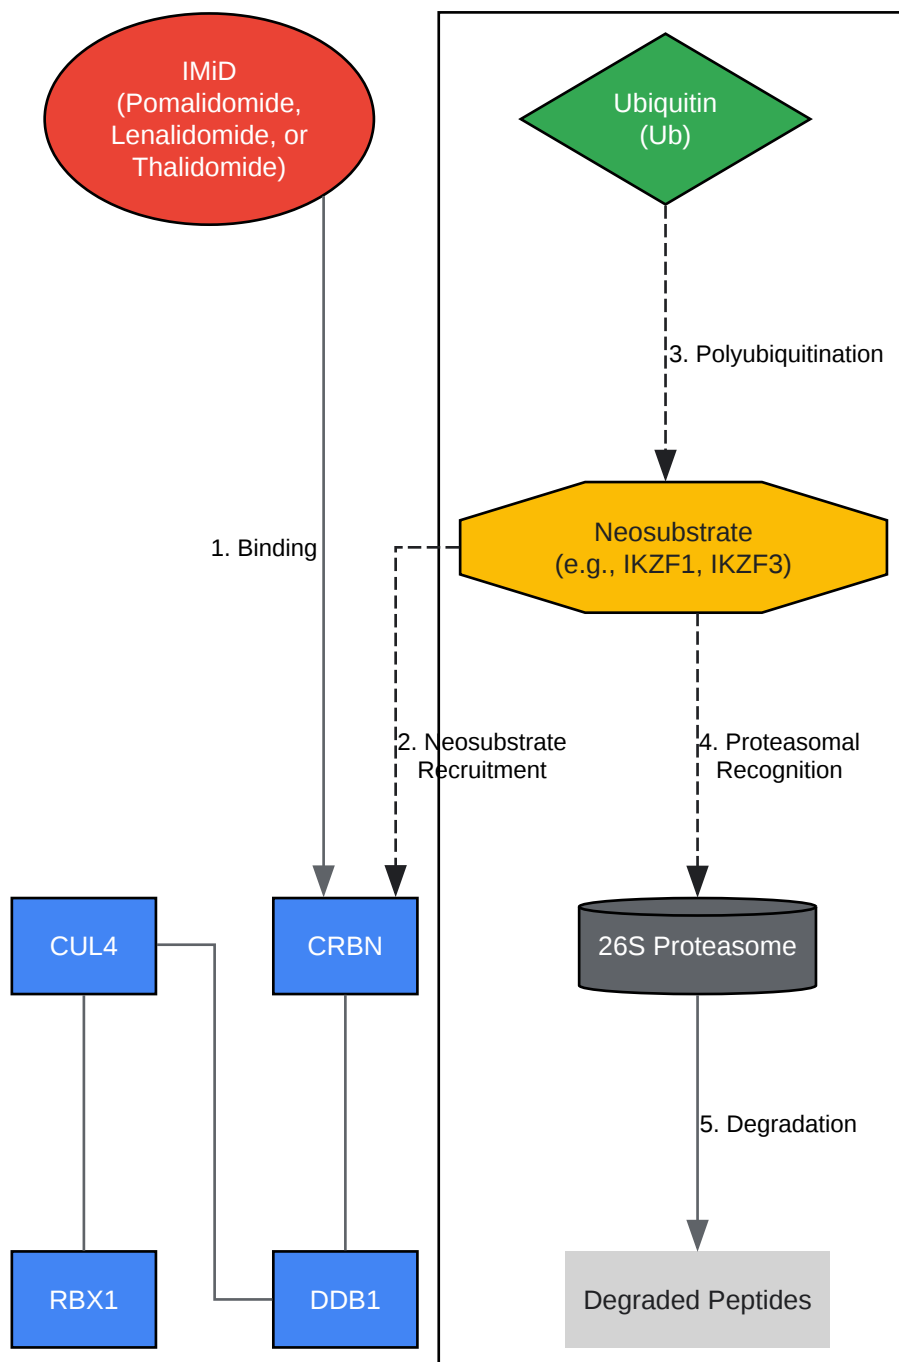 IMiD
(Pomalidomide,
Lenalidomide, or
Thalidomide)
Ubiquitin
(Ub)
3. Polyubiquitination
1. Binding
Neosubstrate
(e.g., IKZF1, IKZF3)
2. Neosubstrate
Recruitment
4. Proteasomal
Recognition
CUL4
CRBN
26S Proteasome
5. Degradation
RBX1
DDB1
Degraded Peptides